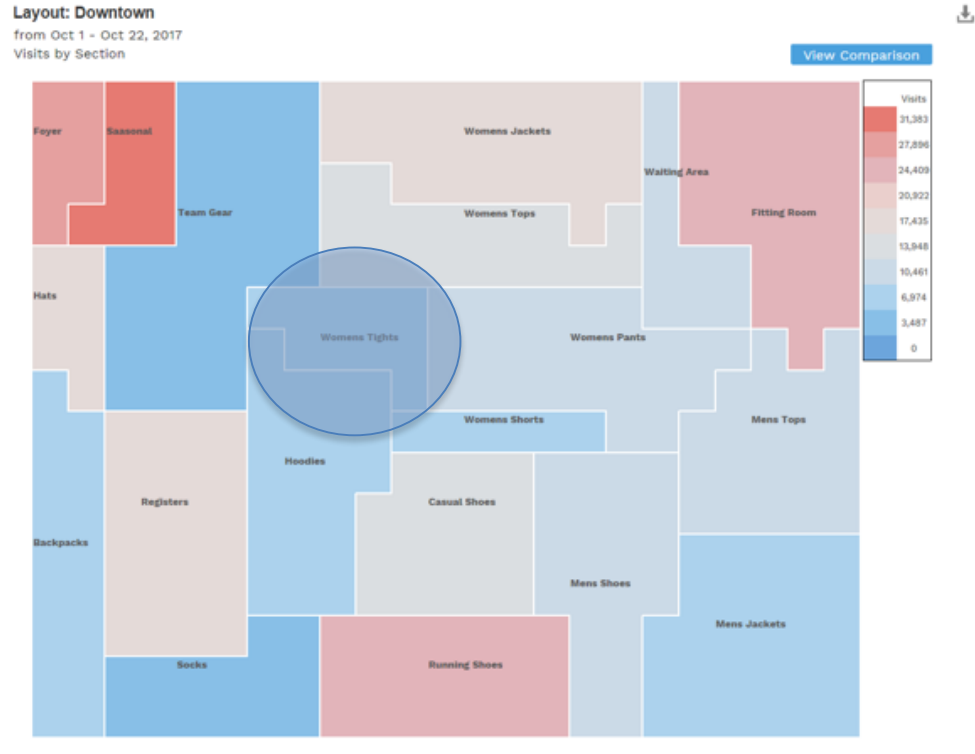 Layout: Downtown
from Oct 1 - Oct 22, 2017
Visits by Section
View Comparison
Visits
31,383
27,896
24,409
20,922
17,435
13,948
10,461
6,974
3,487
0
Foyer
Seasonal
Womens Jackets
Waiting Area
Team Gear
Womens Tops
Fitting Room
Hats
Womens Tights
Womens Pants
Womens Shorts
Mens Tops
Hoodies
Registers
Casual Shoes
Backpacks
Mens Shoes
Mens Jackets
Socks
Running Shoes